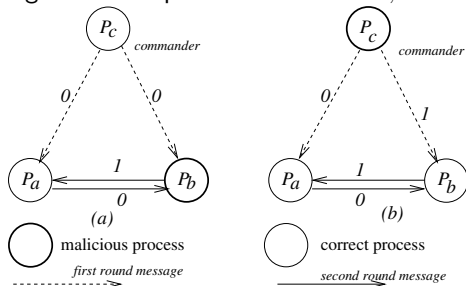 P_c P_c
commander commander
0 0 0 1
1 1
P_a P_b P_a P_b
0 0
(a) (b)
malicious process correct process
first round message second round message